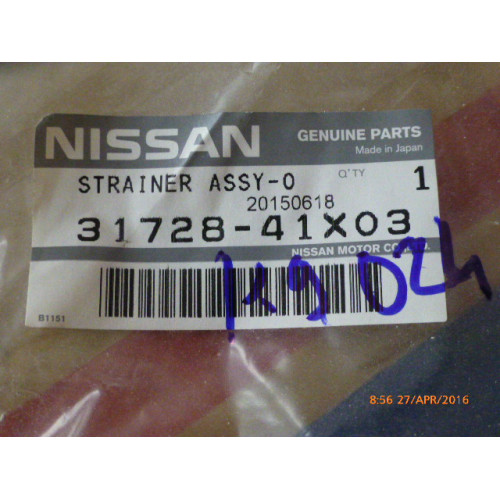 NISSAN
GENUINE PARTS
Made in Japan
STRAINER ASSY-O
Q'TY
1
20150618
31728-41X03
NISSAN MOTOR CO., LTD.
B1151
8:56 27/APR/2016